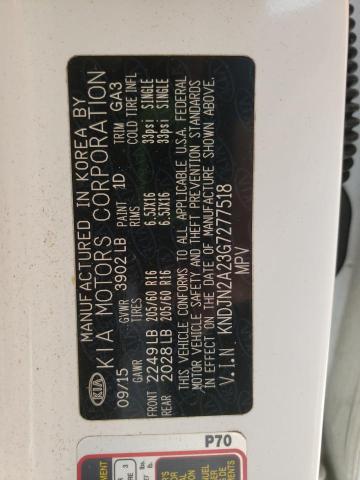 KIA
MANUFACTURED IN KOREA BY
KIA MOTORS CORPORATION
09/15 GVWR 3902 LB PAINT 1D TRIM GA3
GAWR TIRES RIMS COLD TIRE INFL
FRONT 2249 LB 205/60 R16 6.5JX16 33psi SINGLE
REAR 2028 LB 205/60 R16 6.5JX16 33psi SINGLE
THIS VEHICLE CONFORMS TO ALL APPLICABLE U.S.A. FEDERAL
MOTOR VEHICLE SAFETY AND THEFT PREVENTION STANDARDS
IN EFFECT ON THE DATE OF MANUFACTURE SHOWN ABOVE.
V.I.N. KNDJN2A23G7277518
MPV
P70